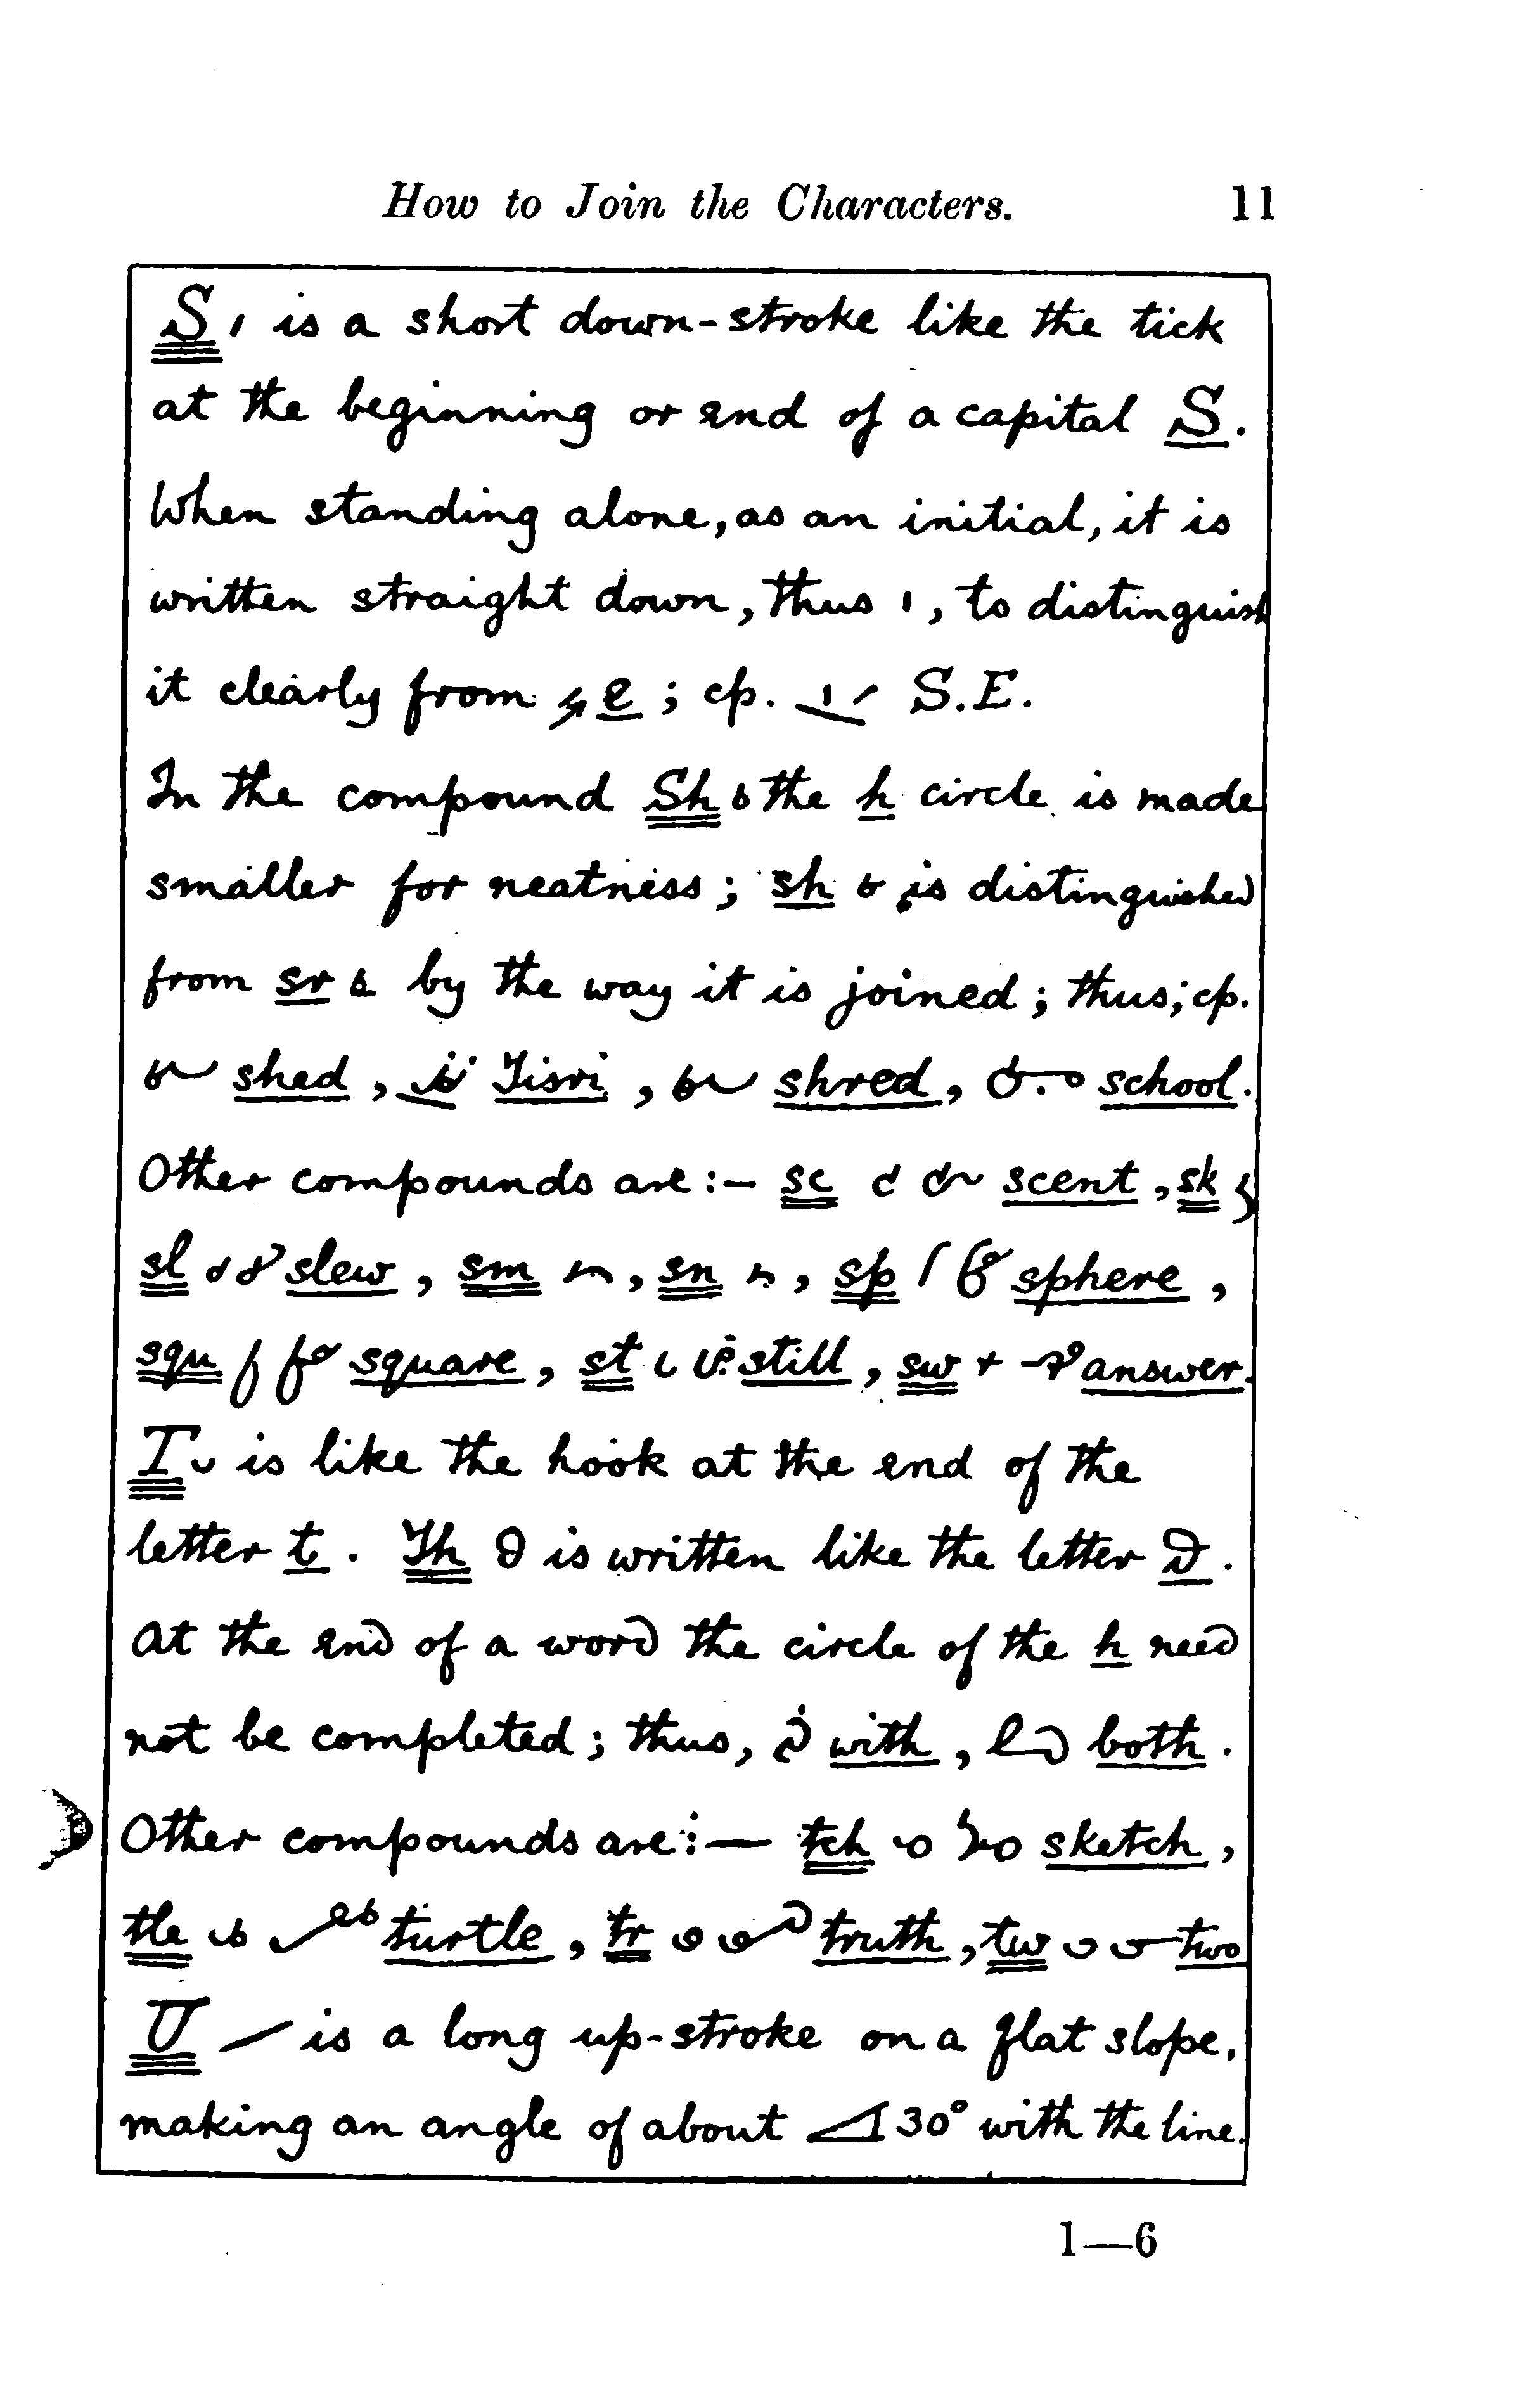 How to Join the Characters. 11
S is a short down-stroke like the tick
at the beginning or end of a capital S.
When standing alone, as an initial, it is
written straight down, thus ı, to distinguish
it clearly from e; cp. S.E.
In the compound Sh the h circle is made
smaller for neatness; sh is distinguished
from sr by the way it is joined; thus; cp.
shed, Tisri, shred, school.
Other compounds are:— sc scent, sk
sl slew, sm, sn, sp sphere,
squ square, st still, sw answer.
T is like the hook at the end of the
letter t. Th is written like the letter D.
At the end of a word the circle of the h need
not be completed; thus, with, both.
Other compounds are:— tch sketch,
tle turtle, tr truth, tw two
U is a long up-stroke on a flat slope,
making an angle of about 30° with the line.
1—6